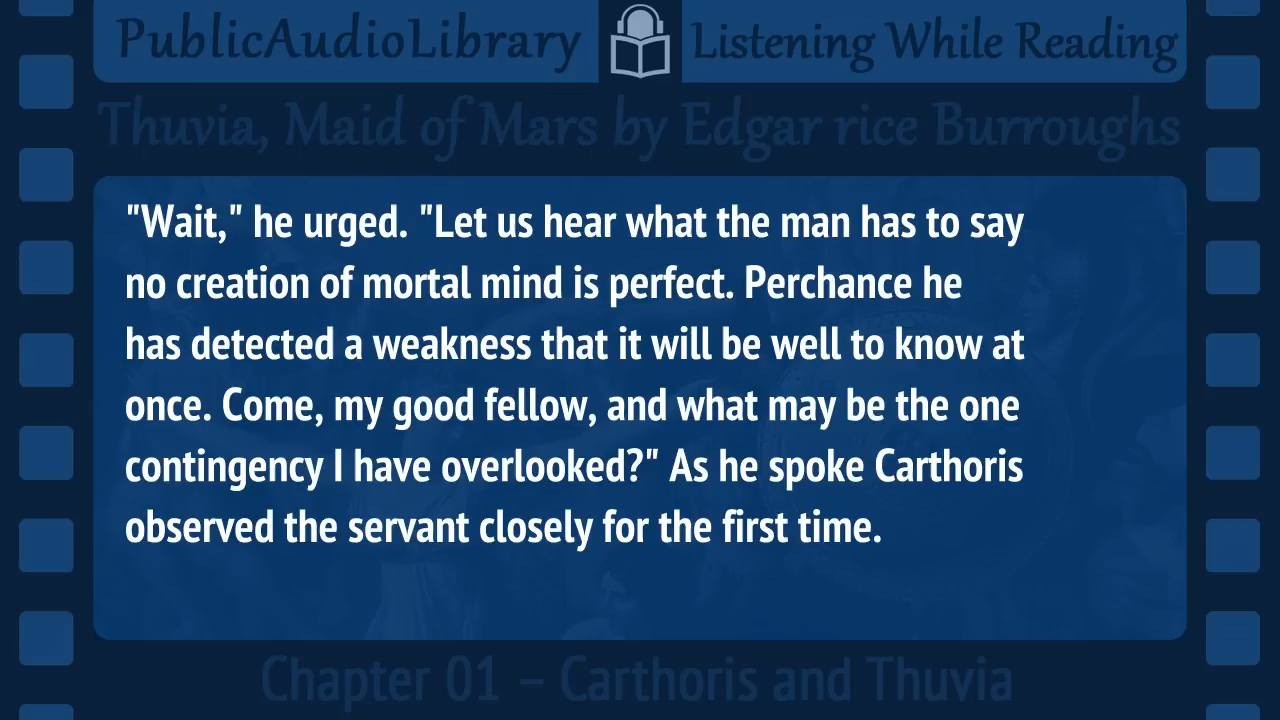 PublicAudioLibrary Listening While Reading
Thuvia, Maid of Mars by Edgar rice Burroughs
"Wait," he urged. "Let us hear what the man has to say
no creation of mortal mind is perfect. Perchance he
has detected a weakness that it will be well to know at
once. Come, my good fellow, and what may be the one
contingency I have overlooked?" As he spoke Carthoris
observed the servant closely for the first time.
Chapter 01 – Carthoris and Thuvia